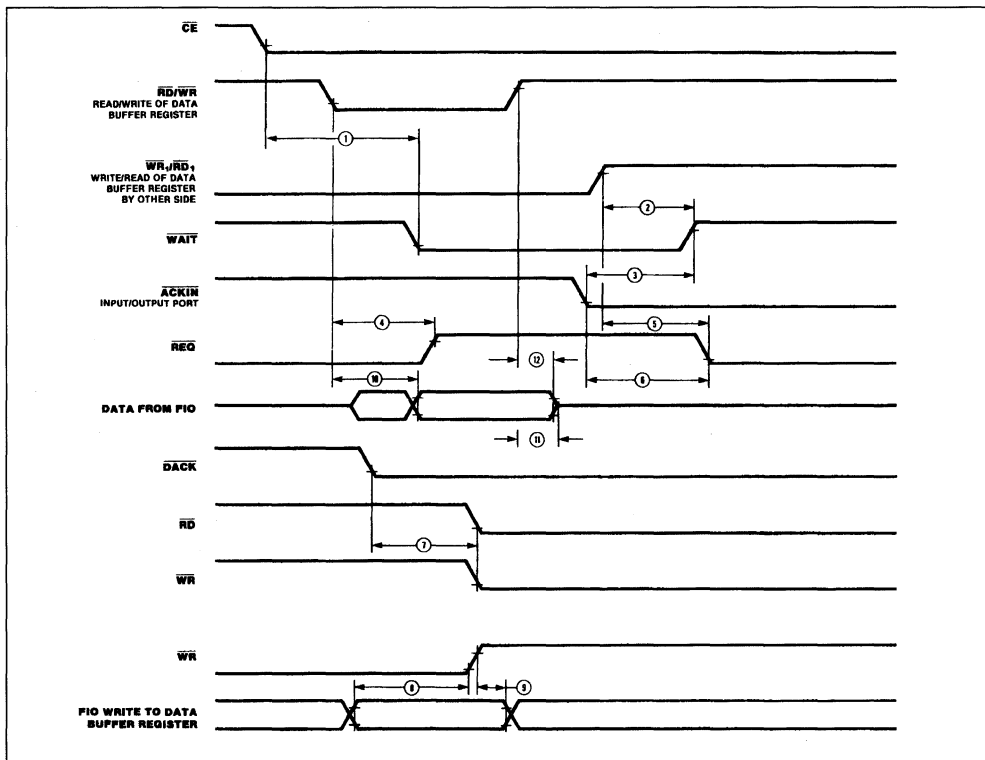 CE
RD/WR
READ/WRITE OF DATA
BUFFER REGISTER
1
WR1/RD1
WRITE/READ OF DATA
BUFFER REGISTER
BY OTHER SIDE
2
WAIT
3
ACKIN
INPUT/OUTPUT PORT
4
5
REQ
12
10
6
DATA FROM FIO
11
DACK
RD
7
WR
WR
8
9
FIO WRITE TO DATA
BUFFER REGISTER